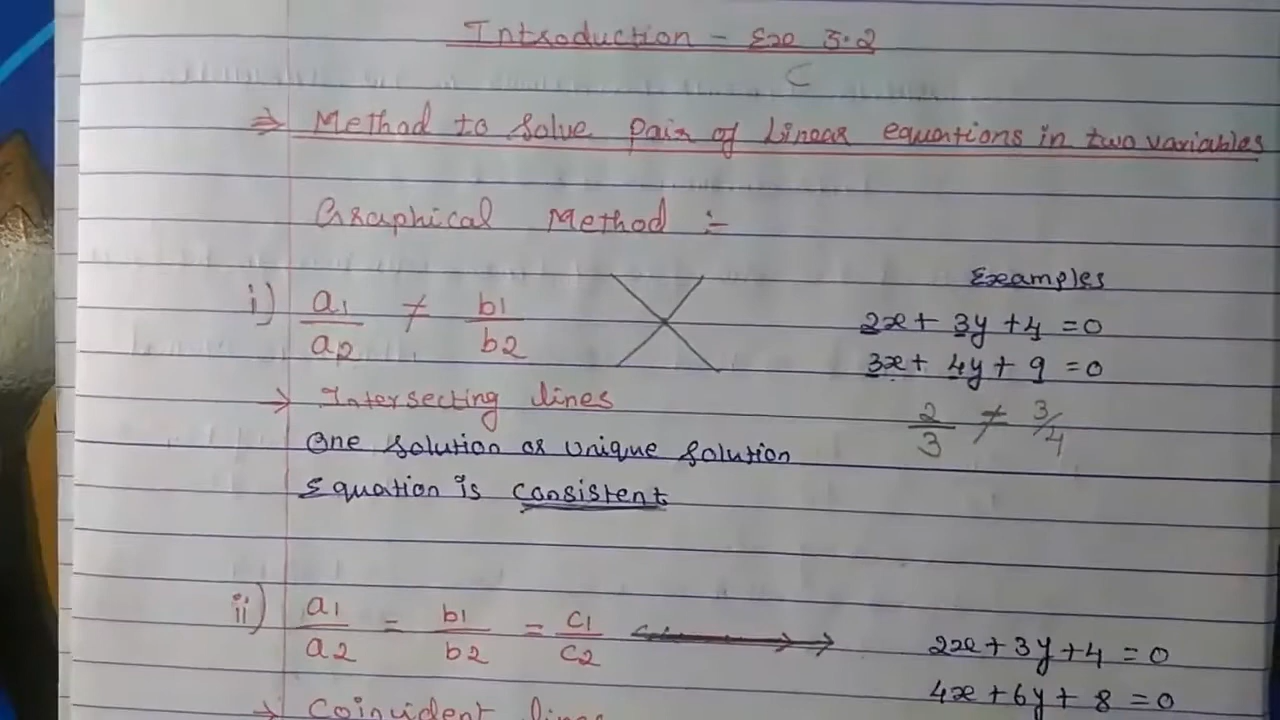 Introduction - Exe 3.2
⇒ Method to solve pair of Linear equations in two variables
Graphical Method :-
i) a1/a2 ≠ b1/b2
Examples
2x + 3y + 4 = 0
3x + 4y + 9 = 0
2/3 ≠ 3/4
→ Intersecting lines
One solution or unique solution
Equation is consistent
ii) a1/a2 = b1/b2 = c1/c2
2x + 3y + 4 = 0
4x + 6y + 8 = 0
→ Coincident lines